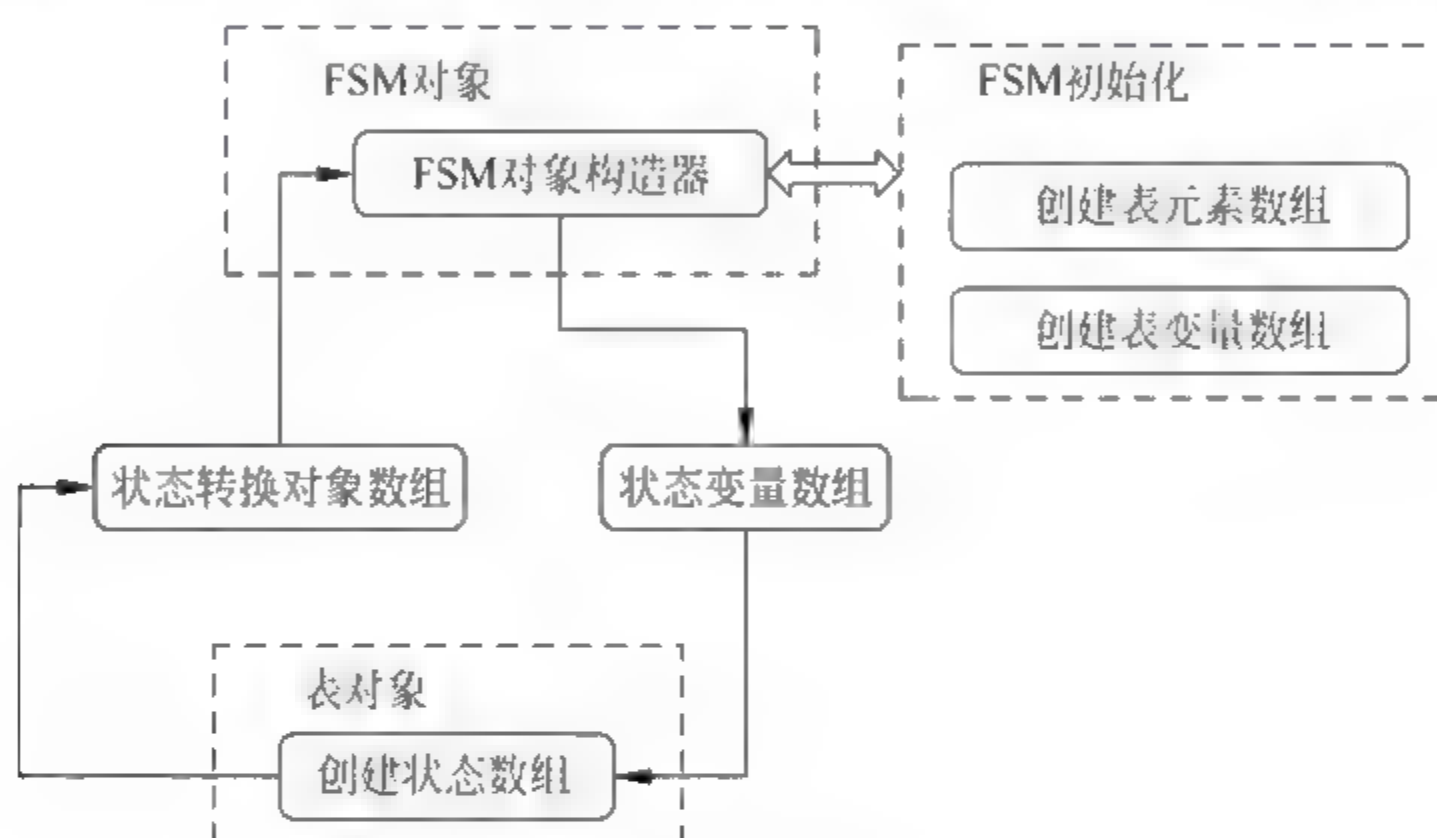 FSM对象
FSM初始化
FSM对象构造器
创建表元素数组
创建表变量数组
状态转换对象数组
状态变量数组
表对象
创建状态数组